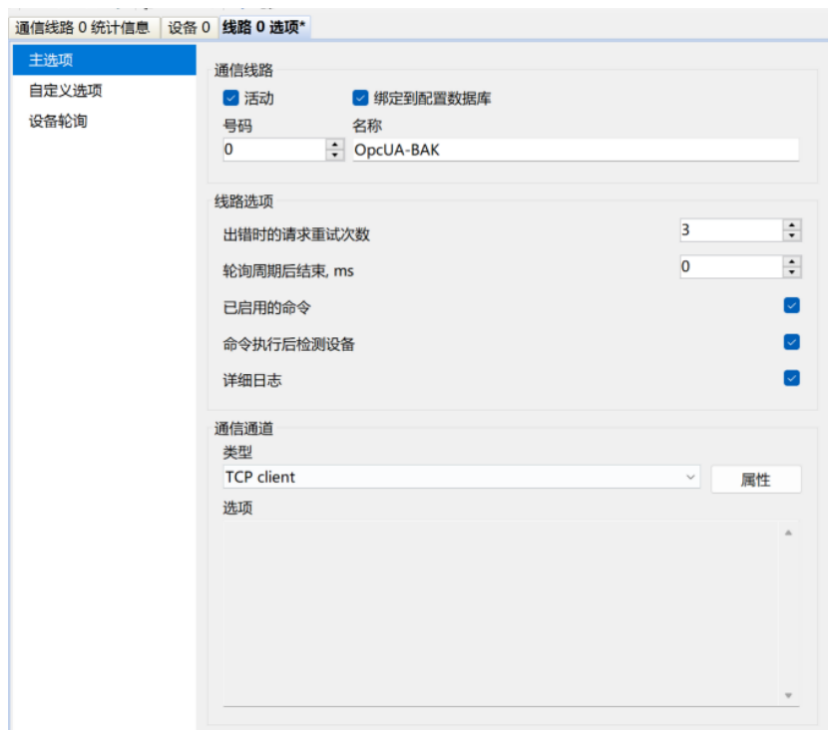 通信线路 0 统计信息 设备 0 线路 0 选项*
主选项
自定义选项
设备轮询
通信线路
活动 绑定到配置数据库
号码 名称
0 OpcUA-BAK
线路选项
出错时的请求重试次数 3
轮询周期后结束, ms 0
已启用的命令
命令执行后检测设备
详细日志
通信通道
类型
TCP client 属性
选项